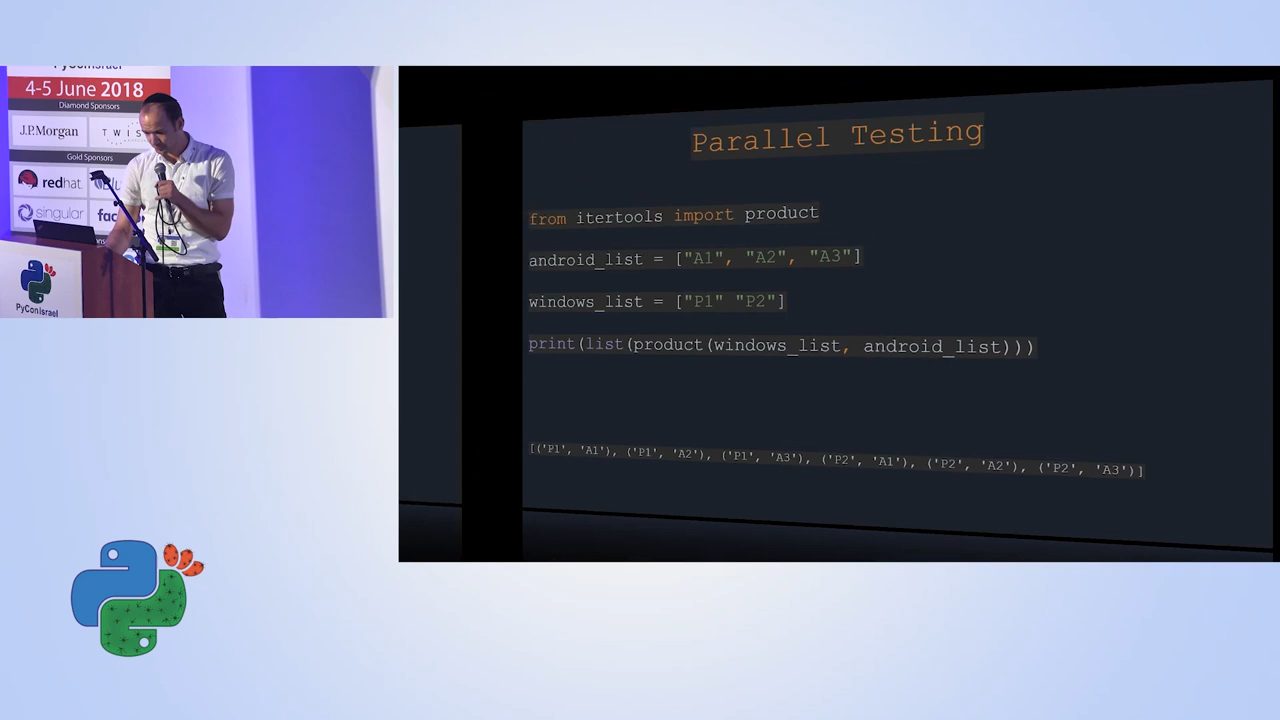 PyConIsrael
4-5 June 2018
Diamond Sponsors
J.P.Morgan
TWIS
Gold Sponsors
redhat
singular
fac
PyConIsrael
Parallel Testing
from itertools import product
android_list = ["A1", "A2", "A3"]
windows_list = ["P1" "P2"]
print(list(product(windows_list, android_list)))
[('P1', 'A1'), ('P1', 'A2'), ('P1', 'A3'), ('P2', 'A1'), ('P2', 'A2'), ('P2', 'A3')]